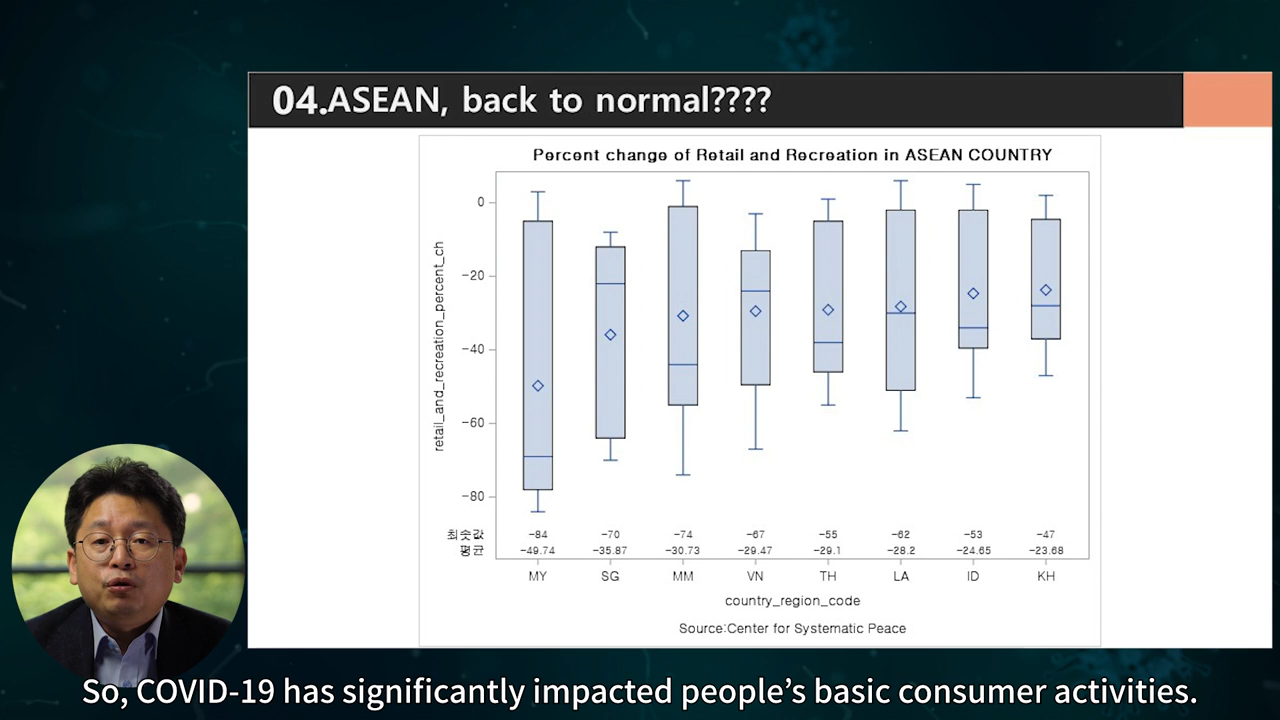 04.ASEAN, back to normal????
Percent change of Retail and Recreation in ASEAN COUNTRY
retail_and_recreation_percent_ch
0
-20
-40
-60
-80
최솟값 -84 -70 -74 -67 -55 -62 -53 -47
평균 -49.74 -35.87 -30.73 -29.47 -29.1 -28.2 -24.65 -23.68
MY SG MM VN TH LA ID KH
country_region_code
Source:Center for Systematic Peace
So, COVID-19 has significantly impacted people's basic consumer activities.